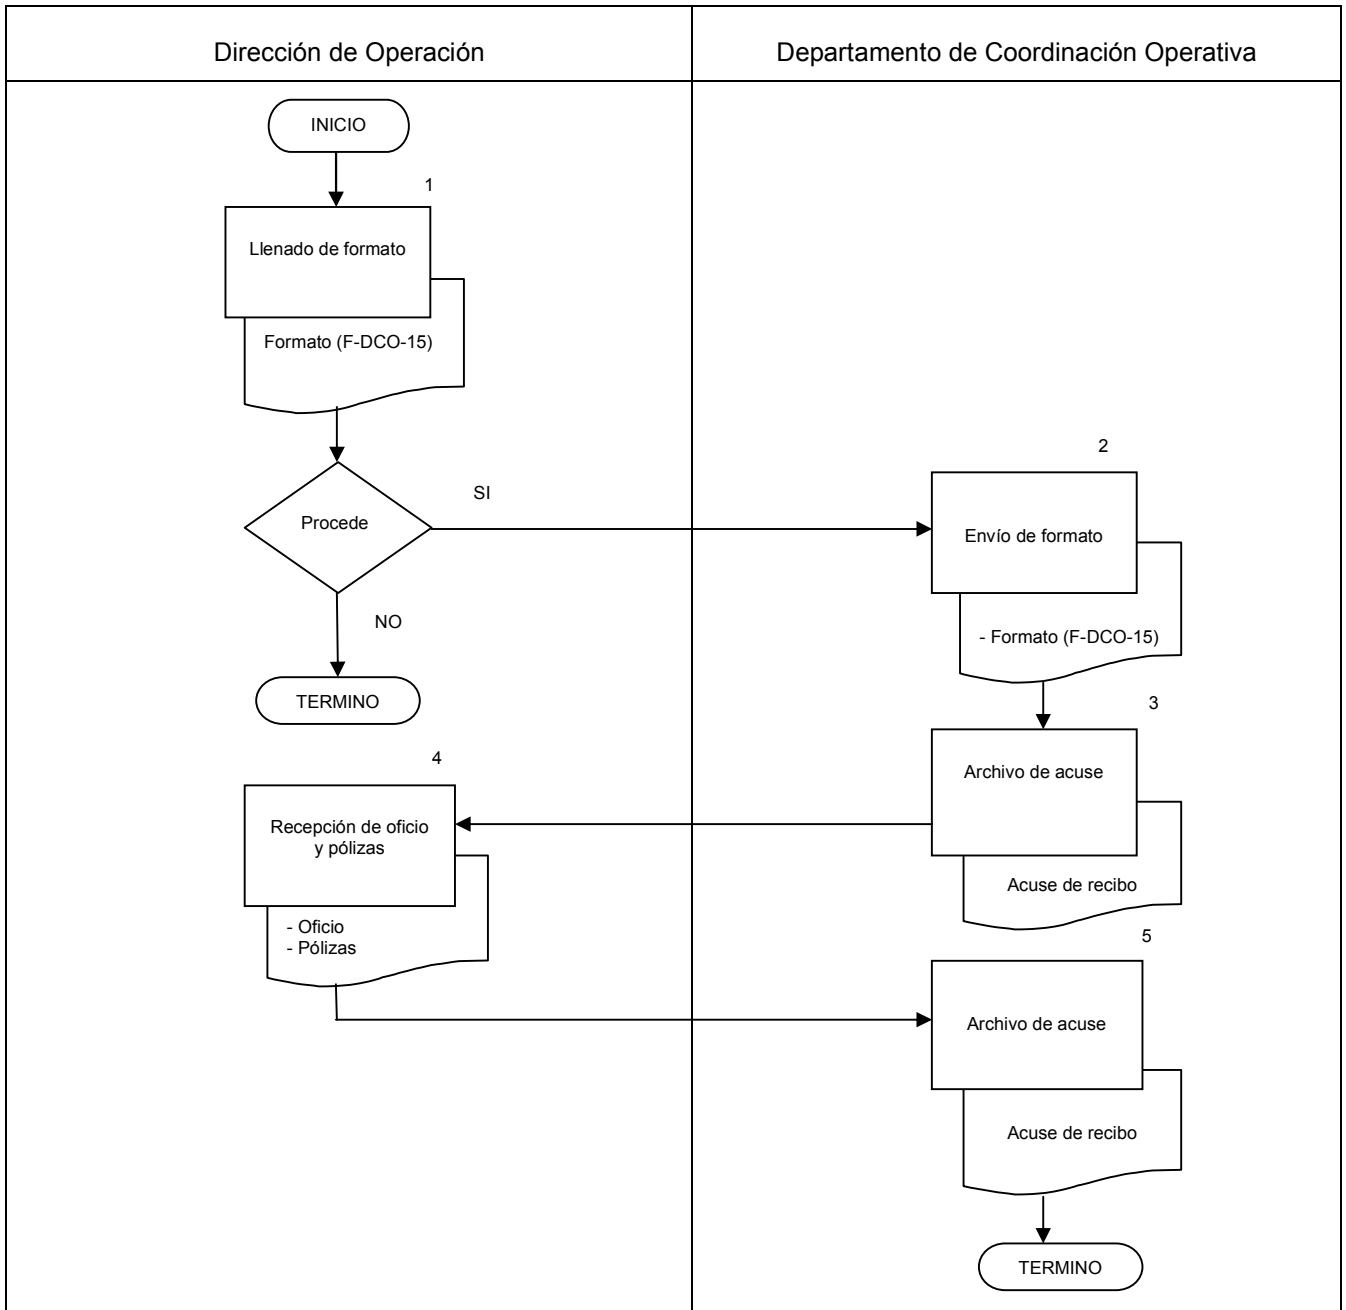 Dirección de Operación
Departamento de Coordinación Operativa
INICIO
1
Llenado de formato
Formato (F-DCO-15)
Procede
SI
NO
TERMINO
2
Envío de formato
- Formato (F-DCO-15)
3
Archivo de acuse
Acuse de recibo
4
Recepción de oficio
y pólizas
- Oficio
- Pólizas
5
Archivo de acuse
Acuse de recibo
TERMINO